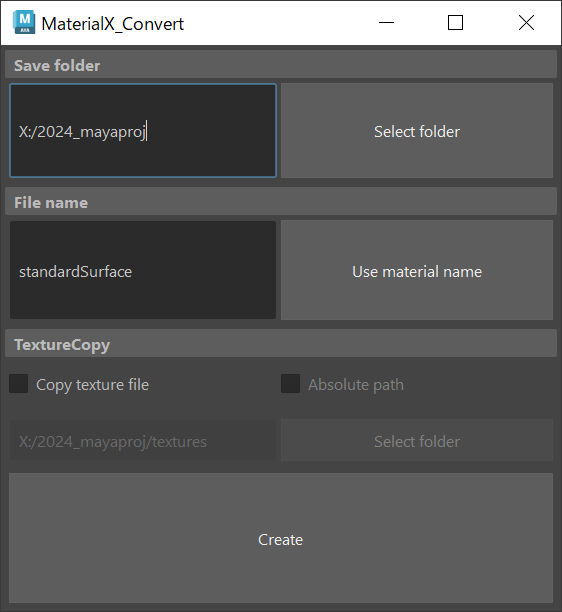 M
AYA
MaterialX_Convert
Save folder
X:/2024_mayaproj
Select folder
File name
standardSurface
Use material name
TextureCopy
Copy texture file
Absolute path
X:/2024_mayaproj/textures
Select folder
Create